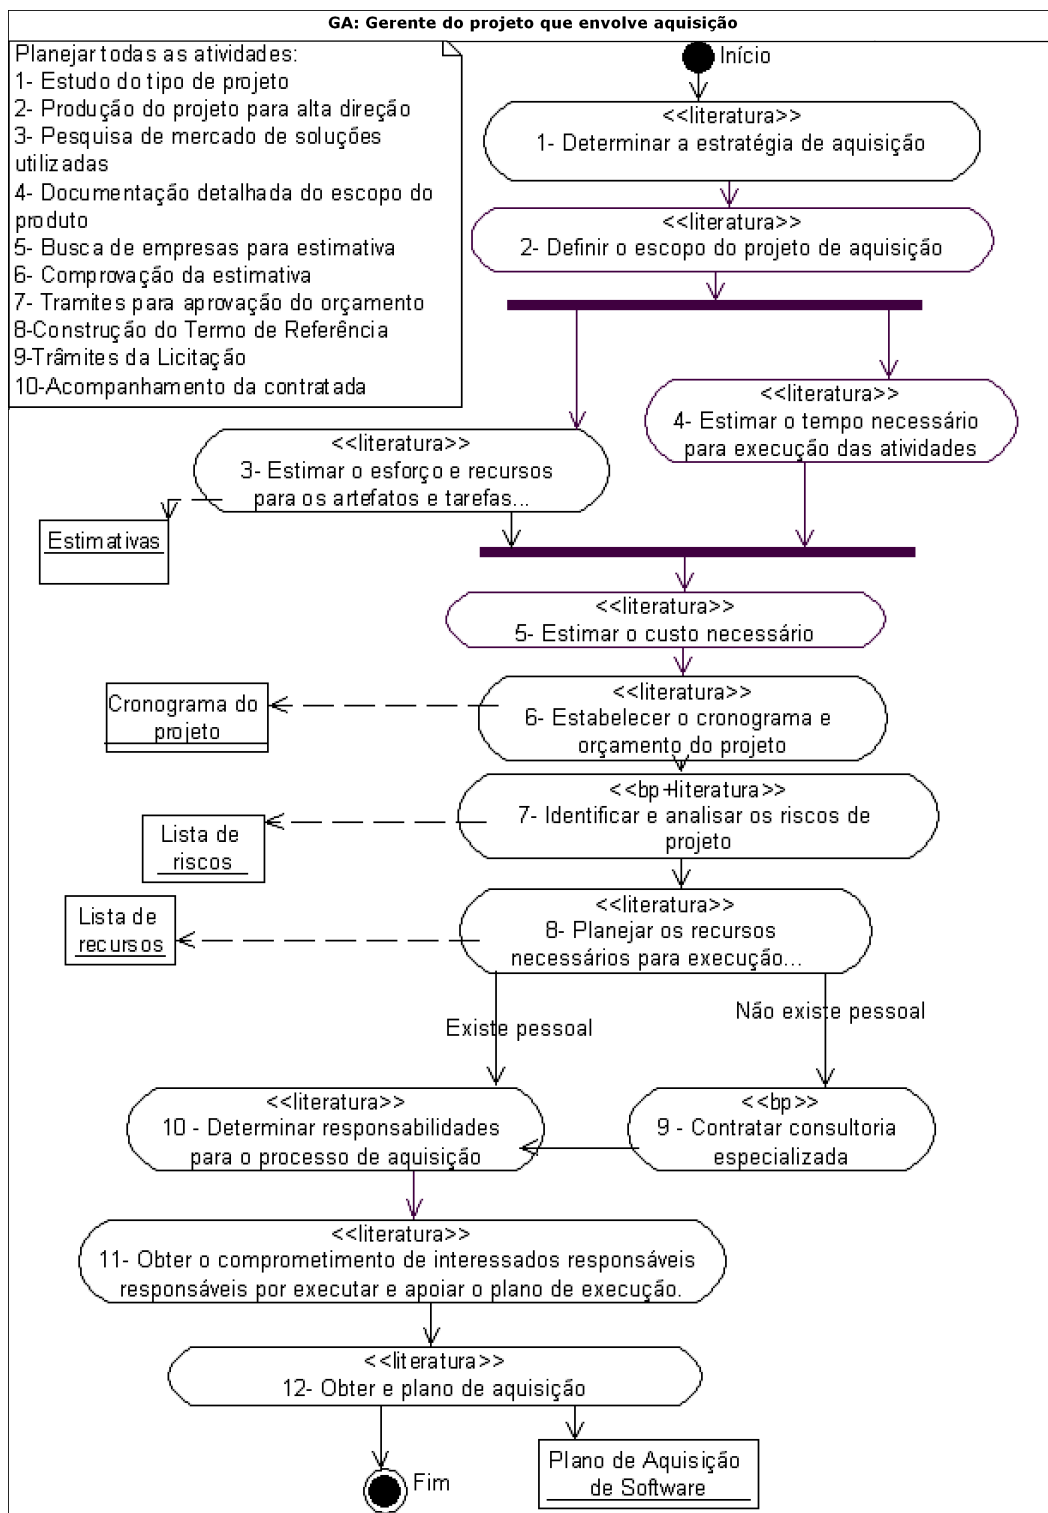 GA: Gerente do projeto que envolve aquisição
Planejar todas as atividades:
1- Estudo do tipo de projeto
2- Produção do projeto para alta direção
3- Pesquisa de mercado de soluções
utilizadas
4- Documentação detalhada do escopo do
produto
5- Busca de empresas para estimativa
6- Comprovação da estimativa
7- Tramites para aprovação do orçamento
8-Construção do Termo de Referência
9-Trâmites da Licitação
10-Acompanhamento da contratada
Início
<<literatura>>
1- Determinar a estratégia de aquisição
<<literatura>>
2- Definir o escopo do projeto de aquisição
<<literatura>>
4- Estimar o tempo necessário
para execução das atividades
<<literatura>>
3- Estimar o esforço e recursos
para os artefatos e tarefas...
Estimativas
<<literatura>>
5- Estimar o custo necessário
<<literatura>>
6- Estabelecer o cronograma e
orçamento do projeto
Cronograma do
projeto
<<bp+literatura>>
7- Identificar e analisar os riscos de
projeto
Lista de
riscos
<<literatura>>
8- Planejar os recursos
necessários para execução...
Lista de
recursos
Existe pessoal
Não existe pessoal
<<literatura>>
10 - Determinar responsabilidades
para o processo de aquisição
<<bp>>
9 - Contratar consultoria
especializada
<<literatura>>
11- Obter o comprometimento de interessados responsáveis
responsáveis por executar e apoiar o plano de execução.
<<literatura>>
12- Obter e plano de aquisição
Fim
Plano de Aquisição
de Software